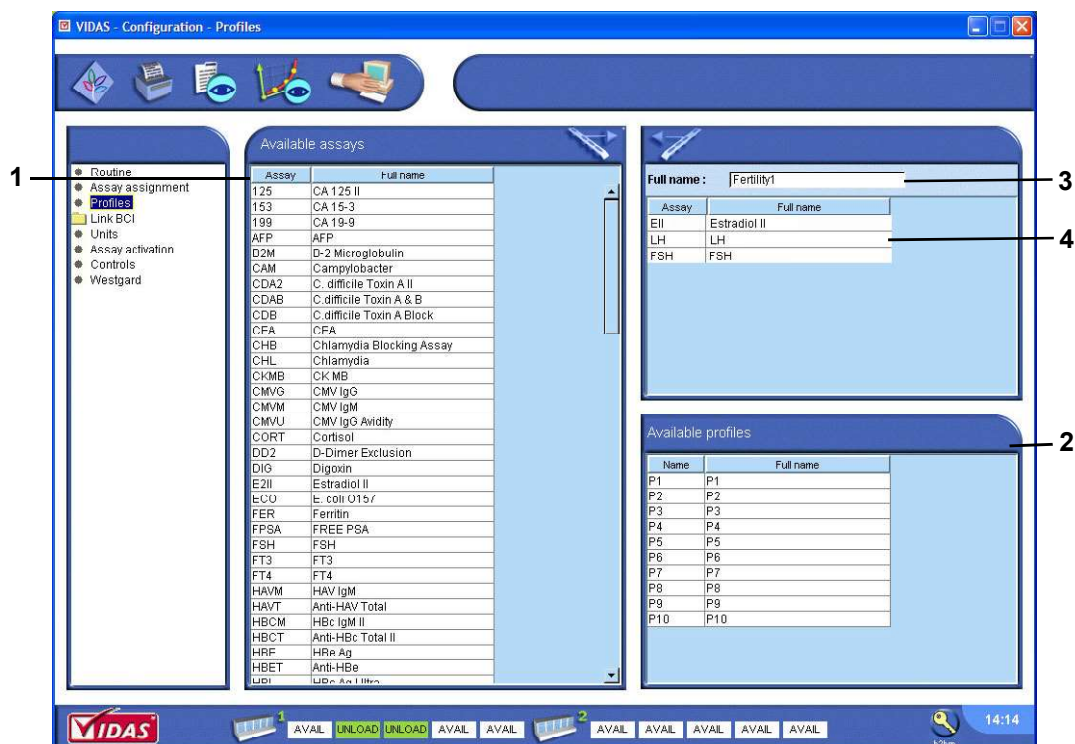 VIDAS - Configuration - Profiles
Available assays
1
Routine
Assay assignment
Profiles
Link BCI
Units
Assay activation
Controls
Westgard
Assay Full name
125 CA 125 II
153 CA 15-3
199 CA 19-9
AFP AFP
D2M D-2 Microglobulin
CAM Campylobacter
CDA2 C. difficile Toxin A II
CDAB C.difficile Toxin A & B
CDB C.difficile Toxin A Block
CEA CEA
CHB Chlamydia Blocking Assay
CHL Chlamydia
CKMB CK MB
CMVG CMV IgG
CMVM CMV IgM
CMVU CMV IgG Avidity
CORT Cortisol
DD2 D-Dimer Exclusion
DIG Digoxin
E2II Estradiol II
ECO E. coli O157
FER Ferritin
FPSA FREE PSA
FSH FSH
FT3 FT3
FT4 FT4
HAVM HAV IgM
HAVT Anti-HAV Total
HBCM HBc IgM II
HBCT Anti-HBc Total II
HBE HBe Ag
HBET Anti-HBe
Full name : Fertility1
3
Assay Full name
EII Estradiol II
LH LH
4
FSH FSH
Available profiles
2
Name Full name
P1 P1
P2 P2
P3 P3
P4 P4
P5 P5
P6 P6
P7 P7
P8 P8
P9 P9
P10 P10
VIDAS
1 AVAIL UNLOAD UNLOAD AVAIL AVAIL 2 AVAIL AVAIL AVAIL AVAIL AVAIL
14:14